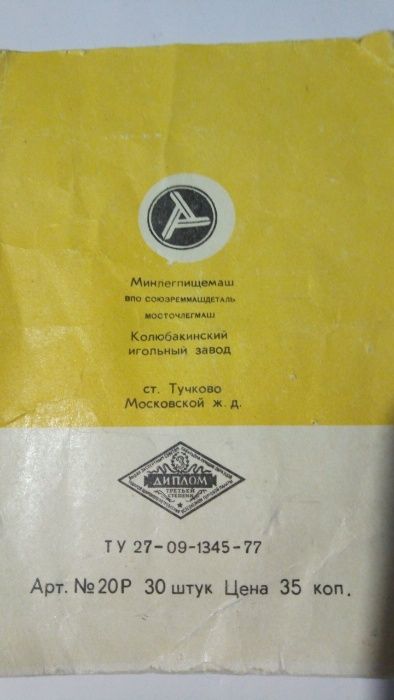 Минлегпищемаш
ВПО СОЮЗРЕММАШДЕТАЛЬ
МОСТОЧЛЕГМАШ
Колюбакинский
игольный завод
ст. Тучково
Московской ж. д.
ДИПЛОМ
ТРЕТЬЕЙ
СТЕПЕНИ
ТУ 27-09-1345-77
Арт. №20Р 30 штук Цена 35 коп.